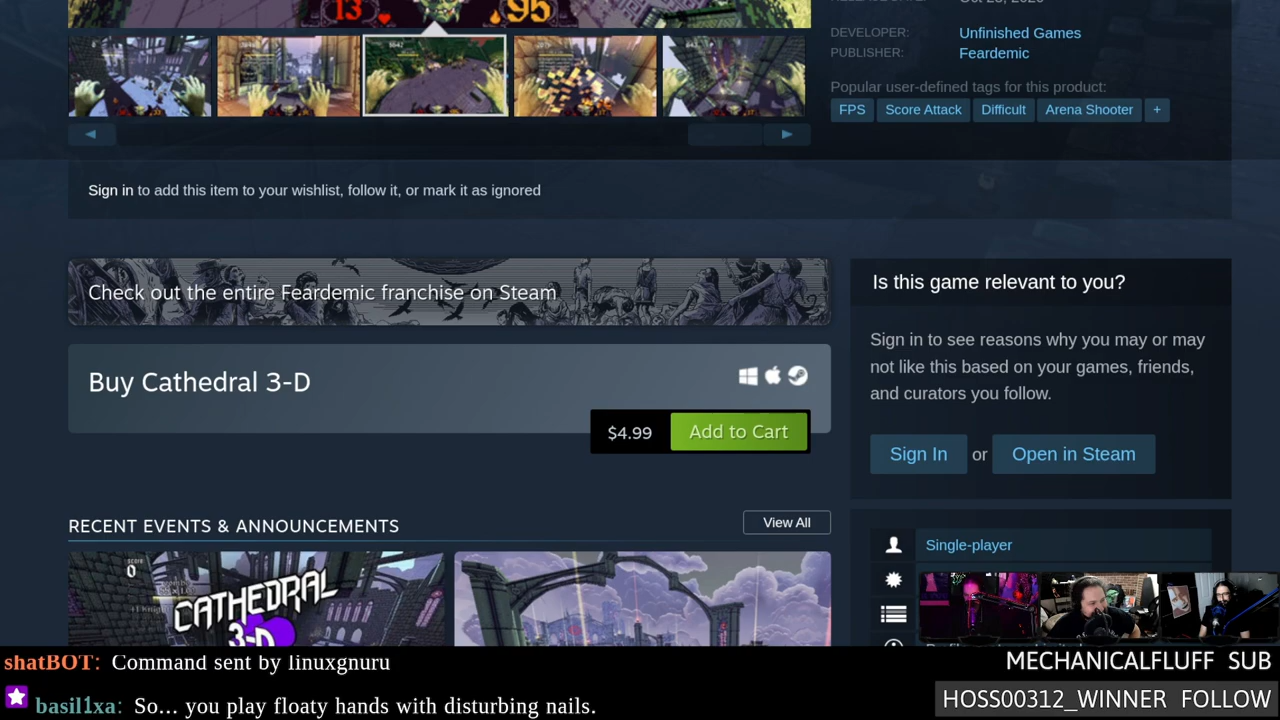 13 95
DEVELOPER: Unfinished Games
PUBLISHER: Feardemic
Popular user-defined tags for this product:
FPS Score Attack Difficult Arena Shooter +
Sign in to add this item to your wishlist, follow it, or mark it as ignored
Check out the entire Feardemic franchise on Steam
Is this game relevant to you?
Sign in to see reasons why you may or may
not like this based on your games, friends,
and curators you follow.
Sign In or Open in Steam
Buy Cathedral 3-D
$4.99 Add to Cart
RECENT EVENTS & ANNOUNCEMENTS View All
Single-player
SCORE
0
CATHEDRAL
3-D
shatBOT: Command sent by linuxgnuru
MECHANICALFLUFF SUB
basil1xa: So... you play floaty hands with disturbing nails.
HOSS00312_WINNER FOLLOW